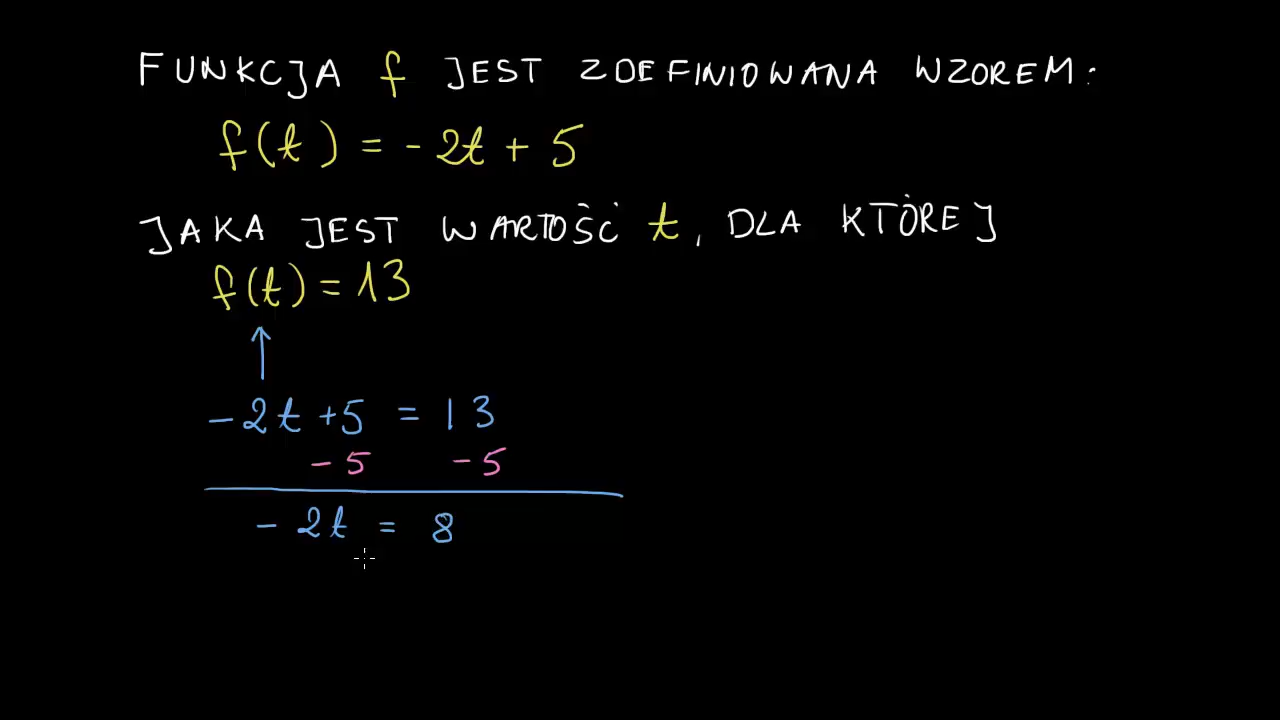 FUNKCJA f JEST ZDEFINIOWANA WZOREM:
f(t) = -2t + 5
JAKA JEST WARTOŚĆ t, DLA KTÓREJ
f(t) = 13
-2t +5 = 13
-5 -5
-2t = 8